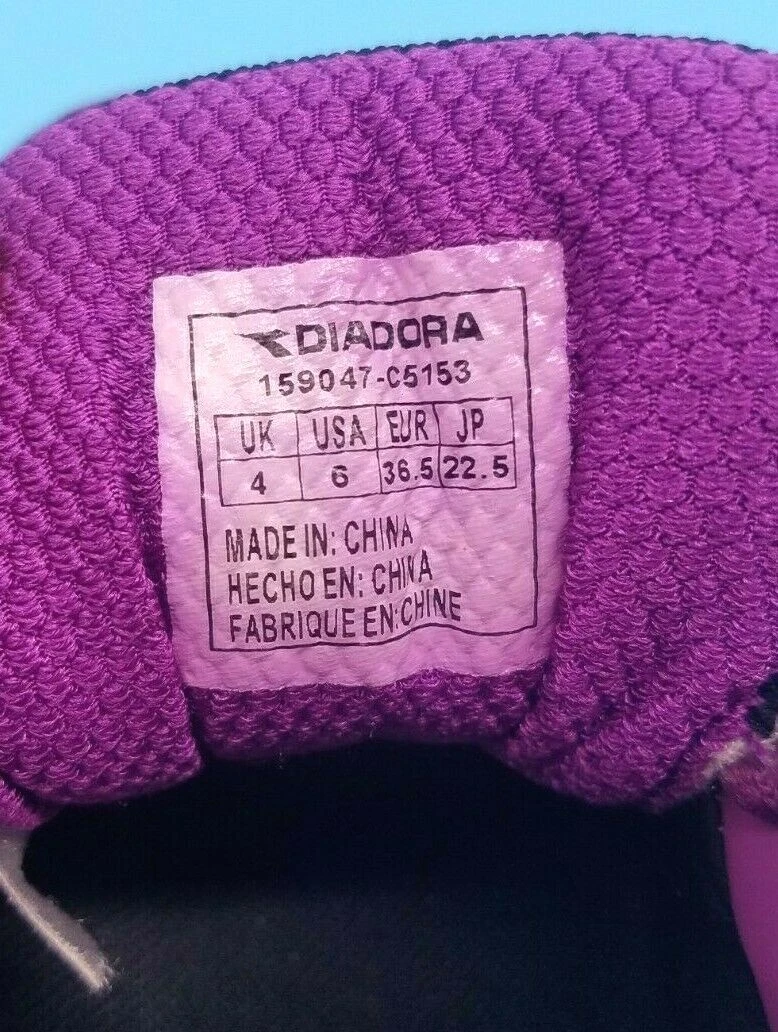 DIADORA
159047-C5153
UK USA EUR JP
4 6 36.5 22.5
MADE IN: CHINA
HECHO EN: CHINA
FABRIQUE EN:CHINE